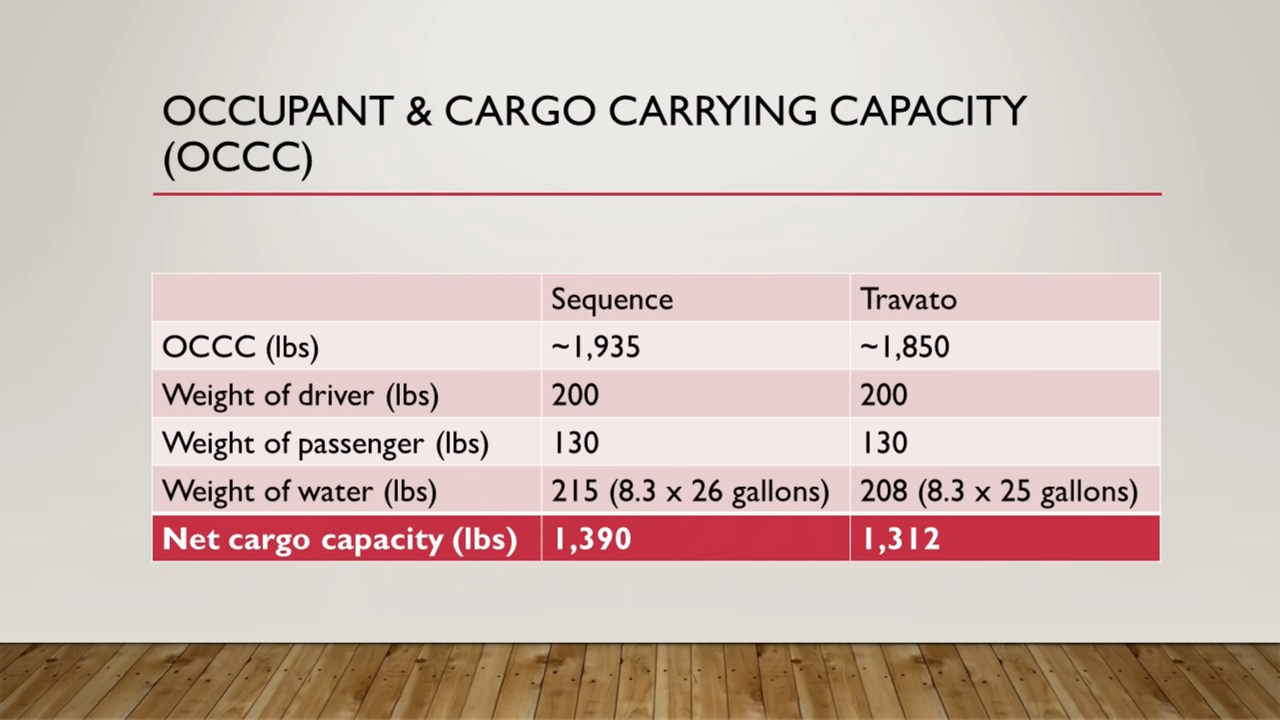 OCCUPANT & CARGO CARRYING CAPACITY
(OCCC)
Sequence Travato
OCCC (lbs) ~1,935 ~1,850
Weight of driver (lbs) 200 200
Weight of passenger (lbs) 130 130
Weight of water (lbs) 215 (8.3 x 26 gallons) 208 (8.3 x 25 gallons)
Net cargo capacity (lbs) 1,390 1,312